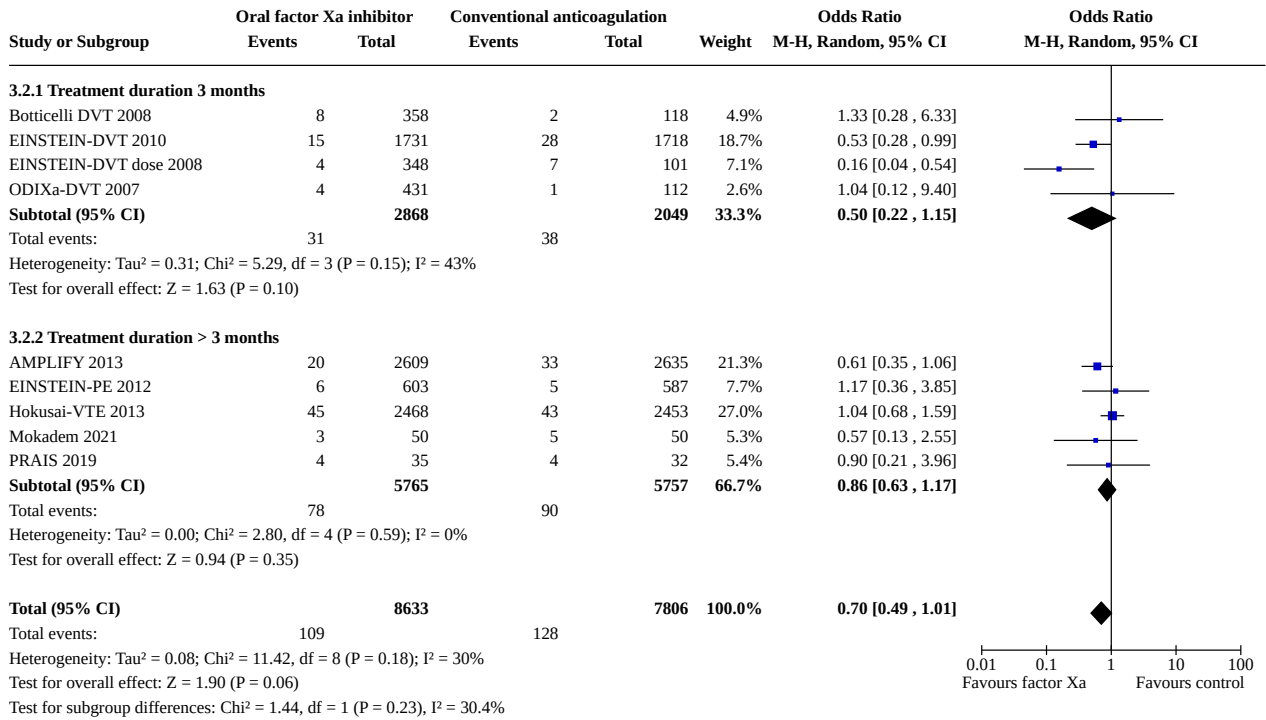 Oral factor Xa inhibitor Conventional anticoagulation Odds Ratio Odds Ratio
Study or Subgroup Events Total Events Total Weight M-H, Random, 95% CI M-H, Random, 95% CI
3.2.1 Treatment duration 3 months
Botticelli DVT 2008 8 358 2 118 4.9% 1.33 [0.28 , 6.33]
EINSTEIN-DVT 2010 15 1731 28 1718 18.7% 0.53 [0.28 , 0.99]
EINSTEIN-DVT dose 2008 4 348 7 101 7.1% 0.16 [0.04 , 0.54]
ODIXa-DVT 2007 4 431 1 112 2.6% 1.04 [0.12 , 9.40]
Subtotal (95% CI) 2868 2049 33.3% 0.50 [0.22 , 1.15]
Total events: 31 38
Heterogeneity: Tau² = 0.31; Chi² = 5.29, df = 3 (P = 0.15); I² = 43%
Test for overall effect: Z = 1.63 (P = 0.10)
3.2.2 Treatment duration > 3 months
AMPLIFY 2013 20 2609 33 2635 21.3% 0.61 [0.35 , 1.06]
EINSTEIN-PE 2012 6 603 5 587 7.7% 1.17 [0.36 , 3.85]
Hokusai-VTE 2013 45 2468 43 2453 27.0% 1.04 [0.68 , 1.59]
Mokadem 2021 3 50 5 50 5.3% 0.57 [0.13 , 2.55]
PRAIS 2019 4 35 4 32 5.4% 0.90 [0.21 , 3.96]
Subtotal (95% CI) 5765 5757 66.7% 0.86 [0.63 , 1.17]
Total events: 78 90
Heterogeneity: Tau² = 0.00; Chi² = 2.80, df = 4 (P = 0.59); I² = 0%
Test for overall effect: Z = 0.94 (P = 0.35)
Total (95% CI) 8633 7806 100.0% 0.70 [0.49 , 1.01]
Total events: 109 128
Heterogeneity: Tau² = 0.08; Chi² = 11.42, df = 8 (P = 0.18); I² = 30%
Test for overall effect: Z = 1.90 (P = 0.06)
Test for subgroup differences: Chi² = 1.44, df = 1 (P = 0.23), I² = 30.4%
0.01 0.1 1 10 100
Favours factor Xa Favours control